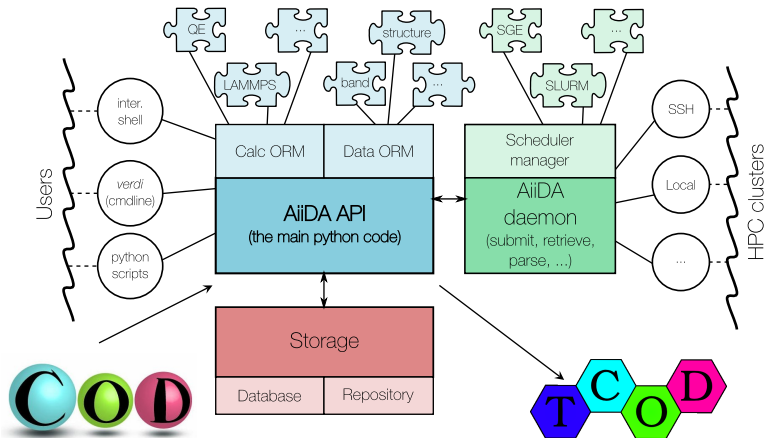 QE
...
structure
SGE
...
LAMMPS
band
...
SLURM
inter.
shell
SSH
Calc ORM
Data ORM
Scheduler
manager
Users
verdi
(cmdline)
AiiDA API
(the main python code)
AiiDA
daemon
(submit, retrieve,
parse, ...)
Local
HPC clusters
python
scripts
...
Storage
Database
Repository
COD
TCOD